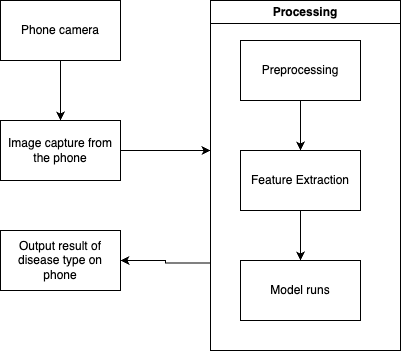 Phone camera
Image capture from
the phone
Output result of
disease type on
phone
Processing
Preprocessing
Feature Extraction
Model runs